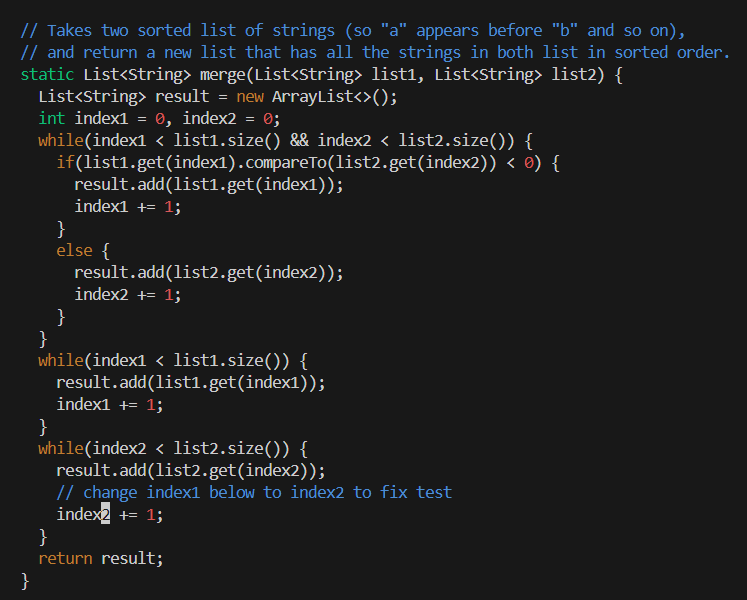 // Takes two sorted list of strings (so "a" appears before "b" and so on),
// and return a new list that has all the strings in both list in sorted order.
static List<String> merge(List<String> list1, List<String> list2) {
  List<String> result = new ArrayList<>();
  int index1 = 0, index2 = 0;
  while(index1 < list1.size() && index2 < list2.size()) {
    if(list1.get(index1).compareTo(list2.get(index2)) < 0) {
      result.add(list1.get(index1));
      index1 += 1;
    }
    else {
      result.add(list2.get(index2));
      index2 += 1;
    }
  }
  while(index1 < list1.size()) {
    result.add(list1.get(index1));
    index1 += 1;
  }
  while(index2 < list2.size()) {
    result.add(list2.get(index2));
    // change index1 below to index2 to fix test
    index2 += 1;
  }
  return result;
}